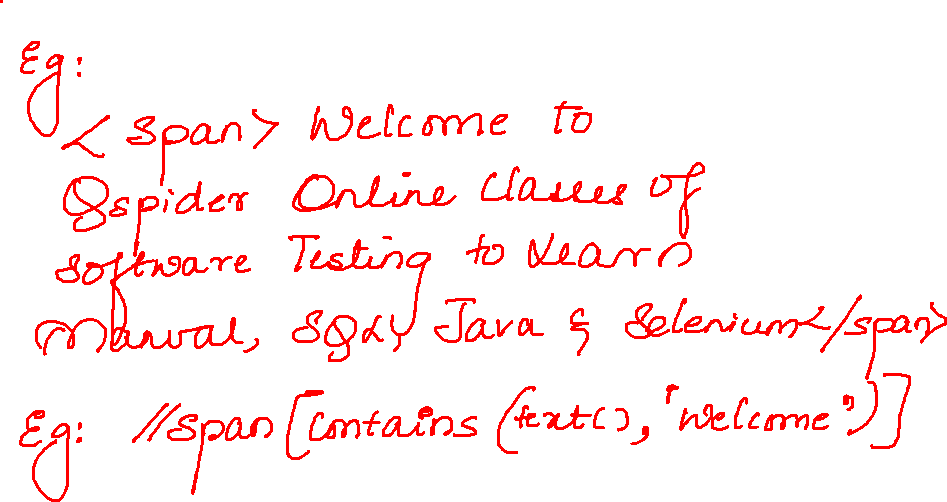 Eg:
<span> Welcome to
Qspider Online Classes of
software Testing to Learn
Manual, SQL, Java & Selenium</span>
Eg: //span[contains(text(), 'Welcome')]